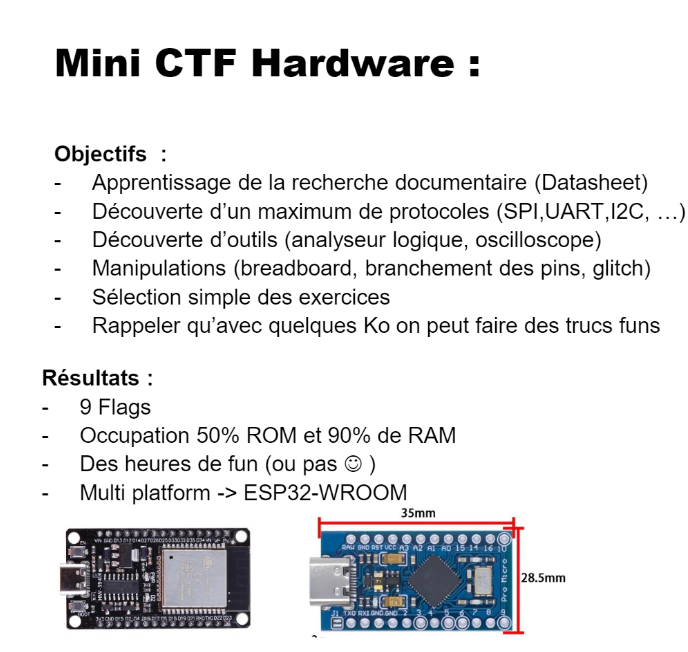 Mini CTF Hardware :
Objectifs :
- Apprentissage de la recherche documentaire (Datasheet)
- Découverte d'un maximum de protocoles (SPI,UART,I2C, …)
- Découverte d'outils (analyseur logique, oscilloscope)
- Manipulations (breadboard, branchement des pins, glitch)
- Sélection simple des exercices
- Rappeler qu'avec quelques Ko on peut faire des trucs funs
Résultats :
- 9 Flags
- Occupation 50% ROM et 90% de RAM
- Des heures de fun (ou pas ☺ )
- Multi platform -> ESP32-WROOM
35mm
RAW GND RST VCC A3 A2 A1 A0 15 14 16 10
Pro Micro
28.5mm
J1 TX0 RX1 GND GND 2 3 4 5 6 7 8 9